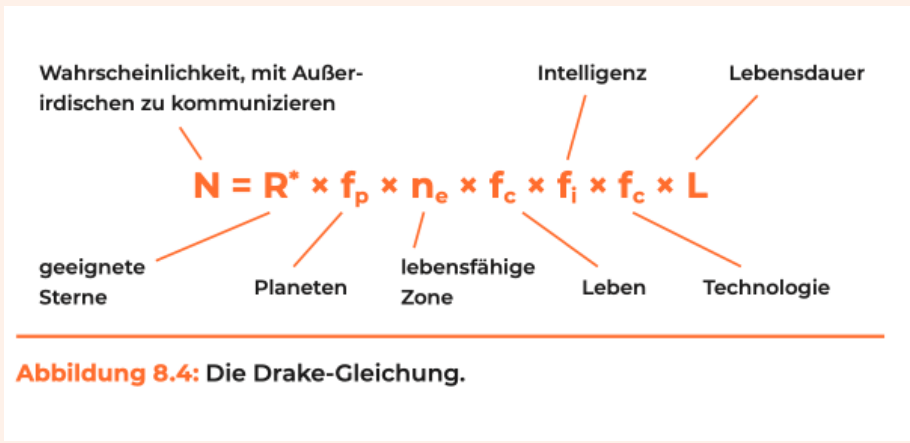 Wahrscheinlichkeit, mit Außer-
irdischen zu kommunizieren
Intelligenz
Lebensdauer
N = R* × fp × ne × fc × fi × fc × L
geeignete
Sterne
Planeten
lebensfähige
Zone
Leben
Technologie
Abbildung 8.4: Die Drake-Gleichung.